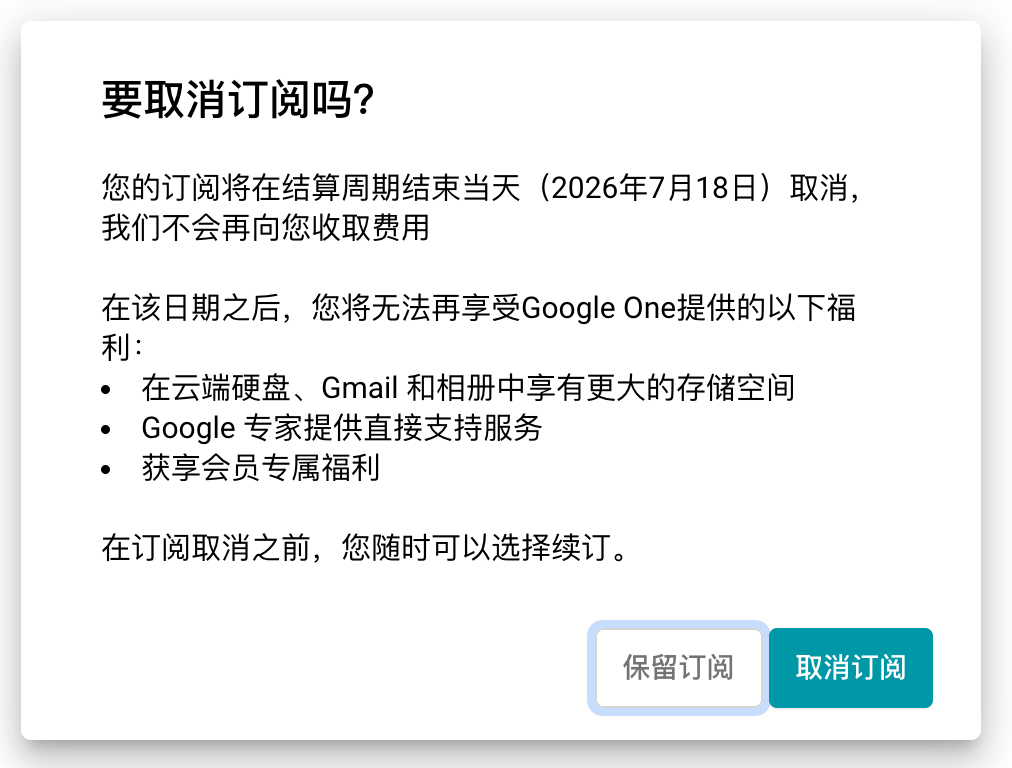 要取消订阅吗?
您的订阅将在结算周期结束当天（2026年7月18日）取消，
我们不会再向您收取费用
在该日期之后，您将无法再享受Google One提供的以下福
利：
• 在云端硬盘、Gmail 和相册中享有更大的存储空间
• Google 专家提供直接支持服务
• 获享会员专属福利
在订阅取消之前，您随时可以选择续订。
保留订阅
取消订阅